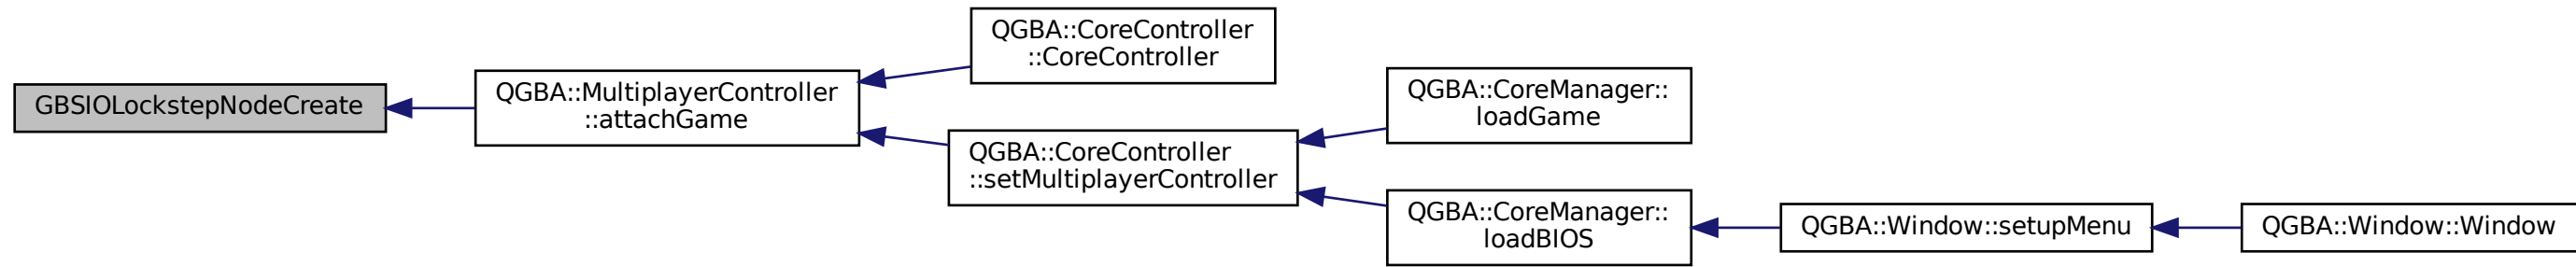 GBSIOLockstepNodeCreate
QGBA::MultiplayerController
::attachGame
QGBA::CoreController
::CoreController
QGBA::CoreController
::setMultiplayerController
QGBA::CoreManager::
loadGame
QGBA::CoreManager::
loadBIOS
QGBA::Window::setupMenu
QGBA::Window::Window